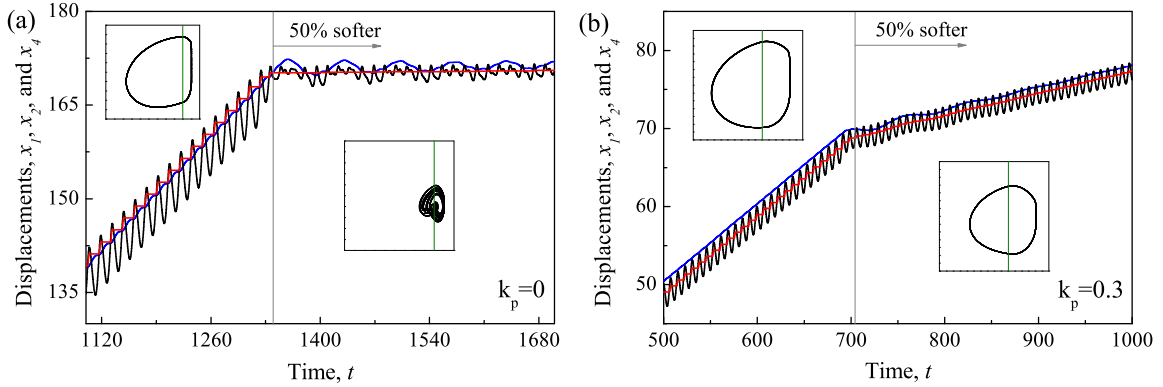 (a)
180
165
150
135
Displacements, x1, x2, and x4
50% softer
kp=0
1120
1260
1400
1540
1680
Time, t
(b)
80
70
60
50
Displacements, x1, x2, and x4
50% softer
kp=0.3
500
600
700
800
900
1000
Time, t